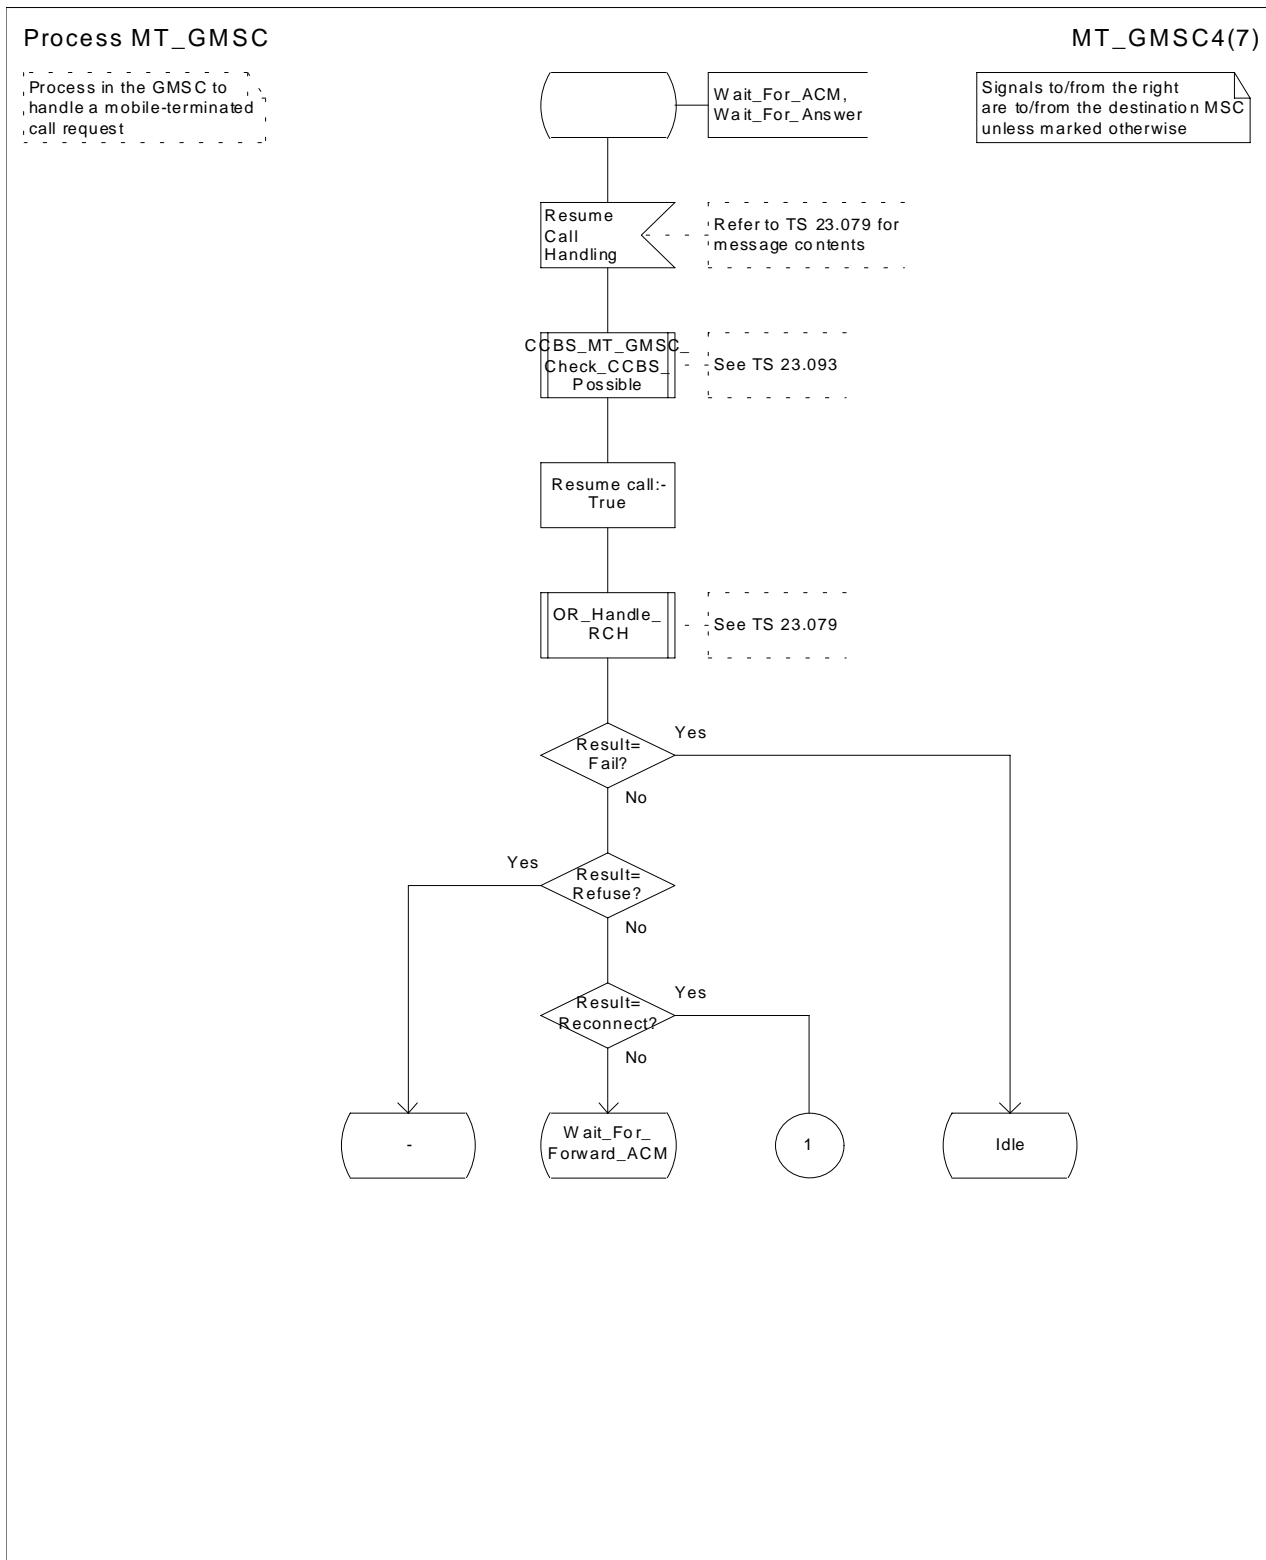 Process MT_GMSC
MT_GMSC4(7)
Process in the GMSC to
handle a mobile-terminated
call request
Wait_For_ACM,
Wait_For_Answer
Signals to/from the right
are to/from the destination MSC
unless marked otherwise
Resume
Call
Handling
Refer to TS 23.079 for
message contents
CCBS_MT_GMSC_
Check_CCBS_
Possible
See TS 23.093
Resume call:-
True
OR_Handle_
RCH
See TS 23.079
Result=
Fail?
Yes
No
Result=
Refuse?
Yes
No
Result=
Reconnect?
Yes
No
-
Wait_For_
Forward_ACM
1
Idle